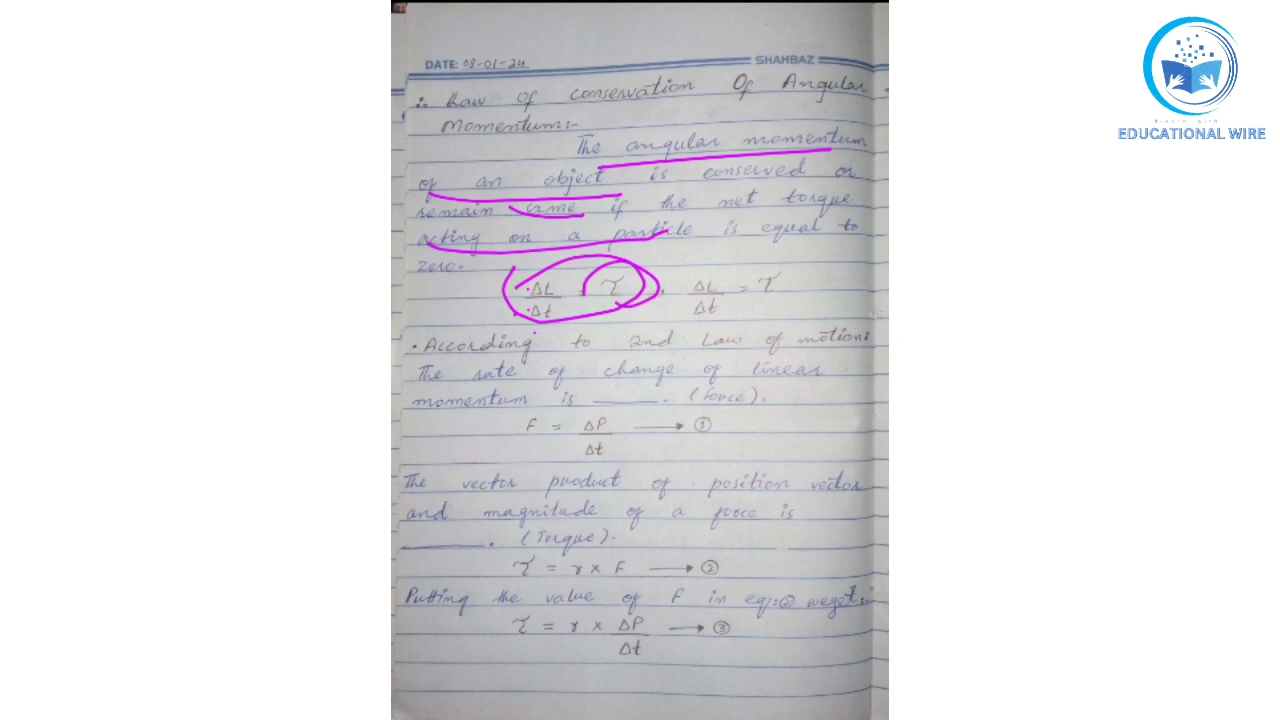 DATE: 08-01-24
SHAHBAZ
∴ Law Of conservation Of Angular
Momentum:-
The angular momentum
of an object is conserved or
remain same if the net torque
acting on a particle is equal to
zero.
ΔL/Δt = τ , ΔL/Δt = τ
• According to 2nd Law of motion:
The rate of change of linear
momentum is ______. (force).
F = ΔP/Δt → ①
The vector product of position vector
and magnitude of a force is
______. (Torque).
τ = r × F → ②
Putting the value of F in eq:② weget:
τ = r × ΔP/Δt → ③
EDUCATIONAL WIRE